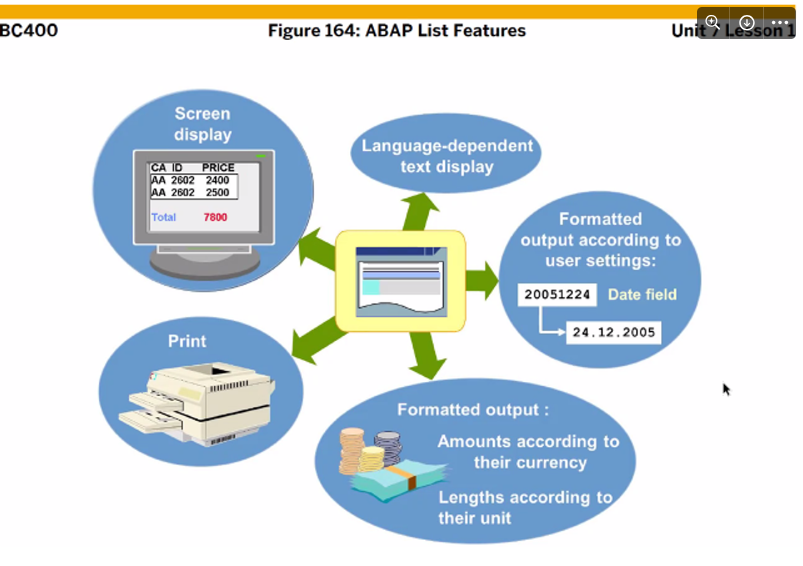 BC400
Figure 164: ABAP List Features
Unit 7 Lesson 1
Screen
display
CA ID PRICE
AA 2602 2400
AA 2602 2500
Total 7800
Language-dependent
text display
Formatted
output according to
user settings:
20051224 Date field
24.12.2005
Print
Formatted output :
Amounts according to
their currency
Lengths according to
their unit